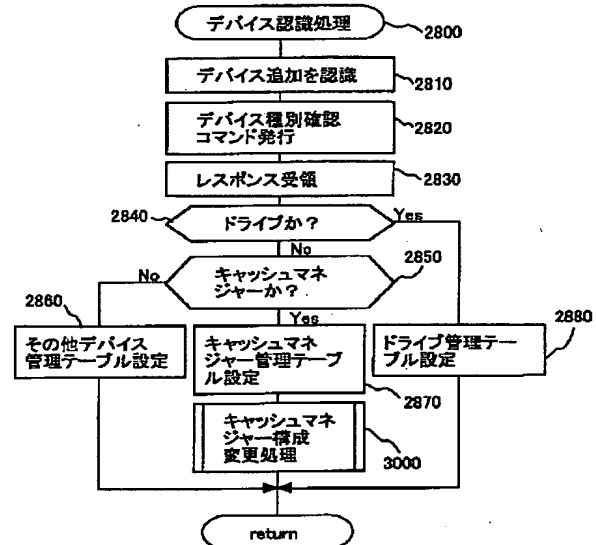 デバイス認識処理
2800
デバイス追加を認識
2810
デバイス種別確認
コマンド発行
2820
レスポンス受領
2830
2840
ドライブか？
Yes
No
キャッシュマネ
ジャーか？
2850
No
Yes
2860
その他デバイス
管理テーブル設定
キャッシュマネ
ジャー管理テーブ
ル設定
2870
ドライブ管理テー
ブル設定
2880
キャッシュマネ
ジャー構成
変更処理
3000
return